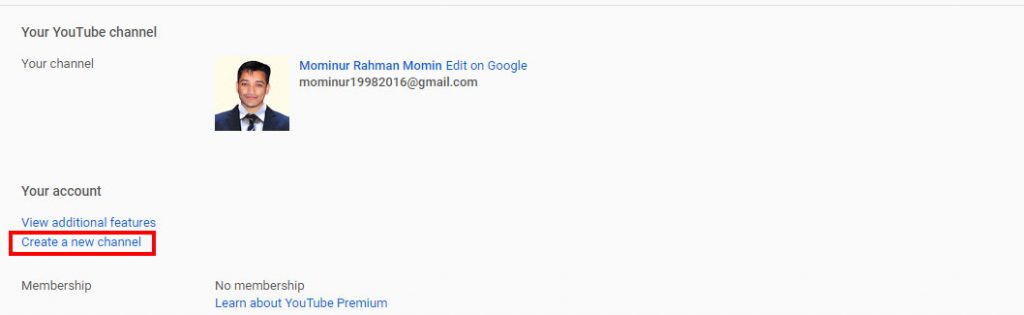 Your YouTube channel
Your channel
Mominur Rahman Momin Edit on Google
mominur19982016@gmail.com
Your account
View additional features
Create a new channel
Membership No membership
Learn about YouTube Premium